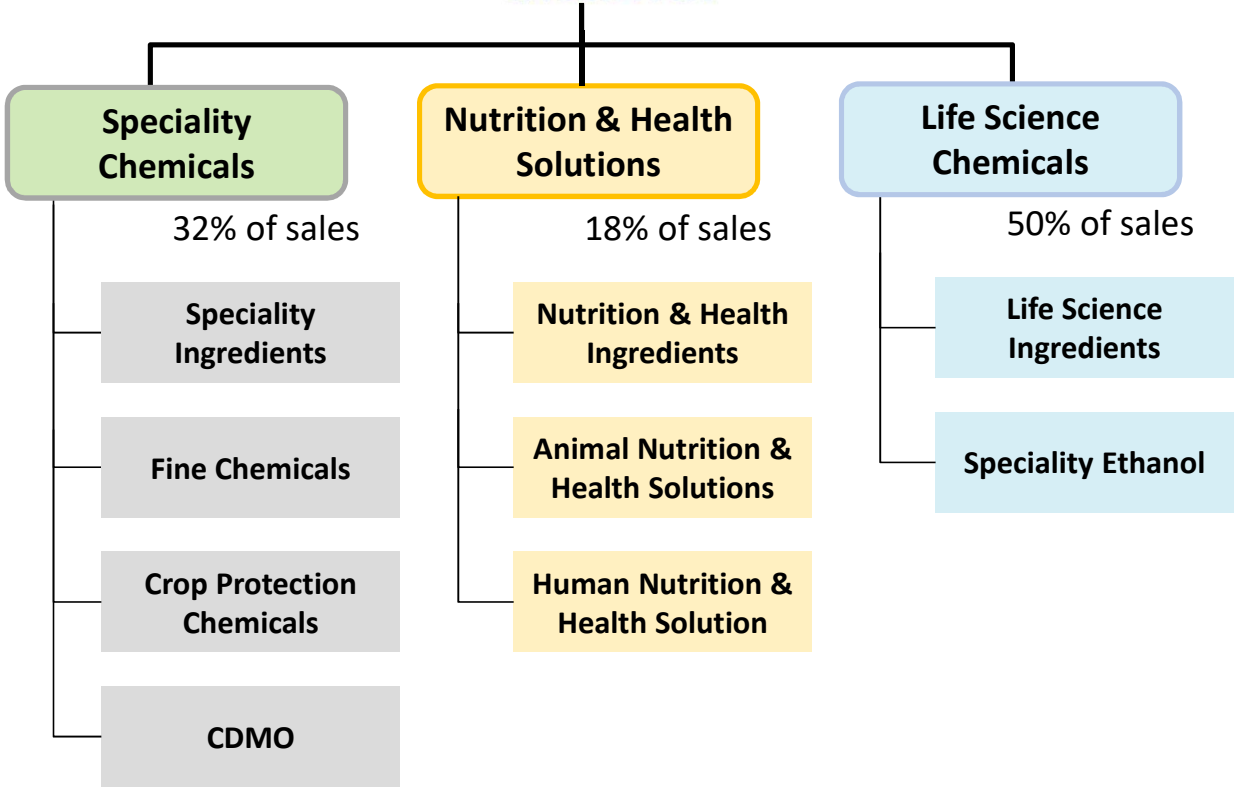 Speciality
Chemicals
32% of sales
Speciality
Ingredients
Fine Chemicals
Crop Protection
Chemicals
CDMO
Nutrition & Health
Solutions
18% of sales
Nutrition & Health
Ingredients
Animal Nutrition &
Health Solutions
Human Nutrition &
Health Solution
Life Science
Chemicals
50% of sales
Life Science
Ingredients
Speciality Ethanol